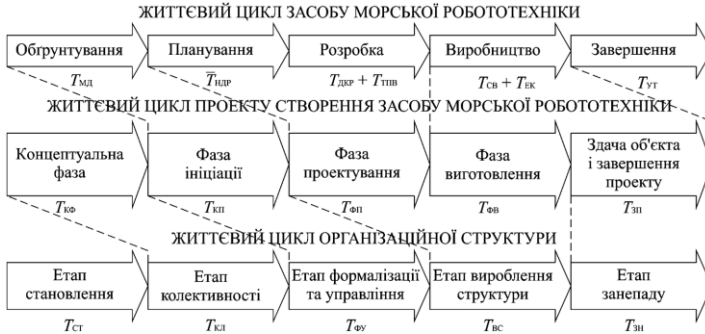 ЖИТТЄВИЙ ЦИКЛ ЗАСОБУ МОРСЬКОЇ РОБОТОТЕХНІКИ
Обґрунтування Планування Розробка Виробництво Завершення
TМД T̅НДР TДКР + TТПВ TСВ + TЕК TУТ
ЖИТТЄВИЙ ЦИКЛ ПРОЕКТУ СТВОРЕННЯ ЗАСОБУ МОРСЬКОЇ РОБОТОТЕХНІКИ
Концептуальна фаза
Фаза ініціації
Фаза проектування
Фаза виготовлення
Здача об'єкта і завершення проекту
TКФ TКП TФП TФВ TЗП
ЖИТТЄВИЙ ЦИКЛ ОРГАНІЗАЦІЙНОЇ СТРУКТУРИ
Етап становлення
Етап колективності
Етап формалізації та управління
Етап вироблення структури
Етап занепаду
TСТ TКЛ TФУ TВС TЗН